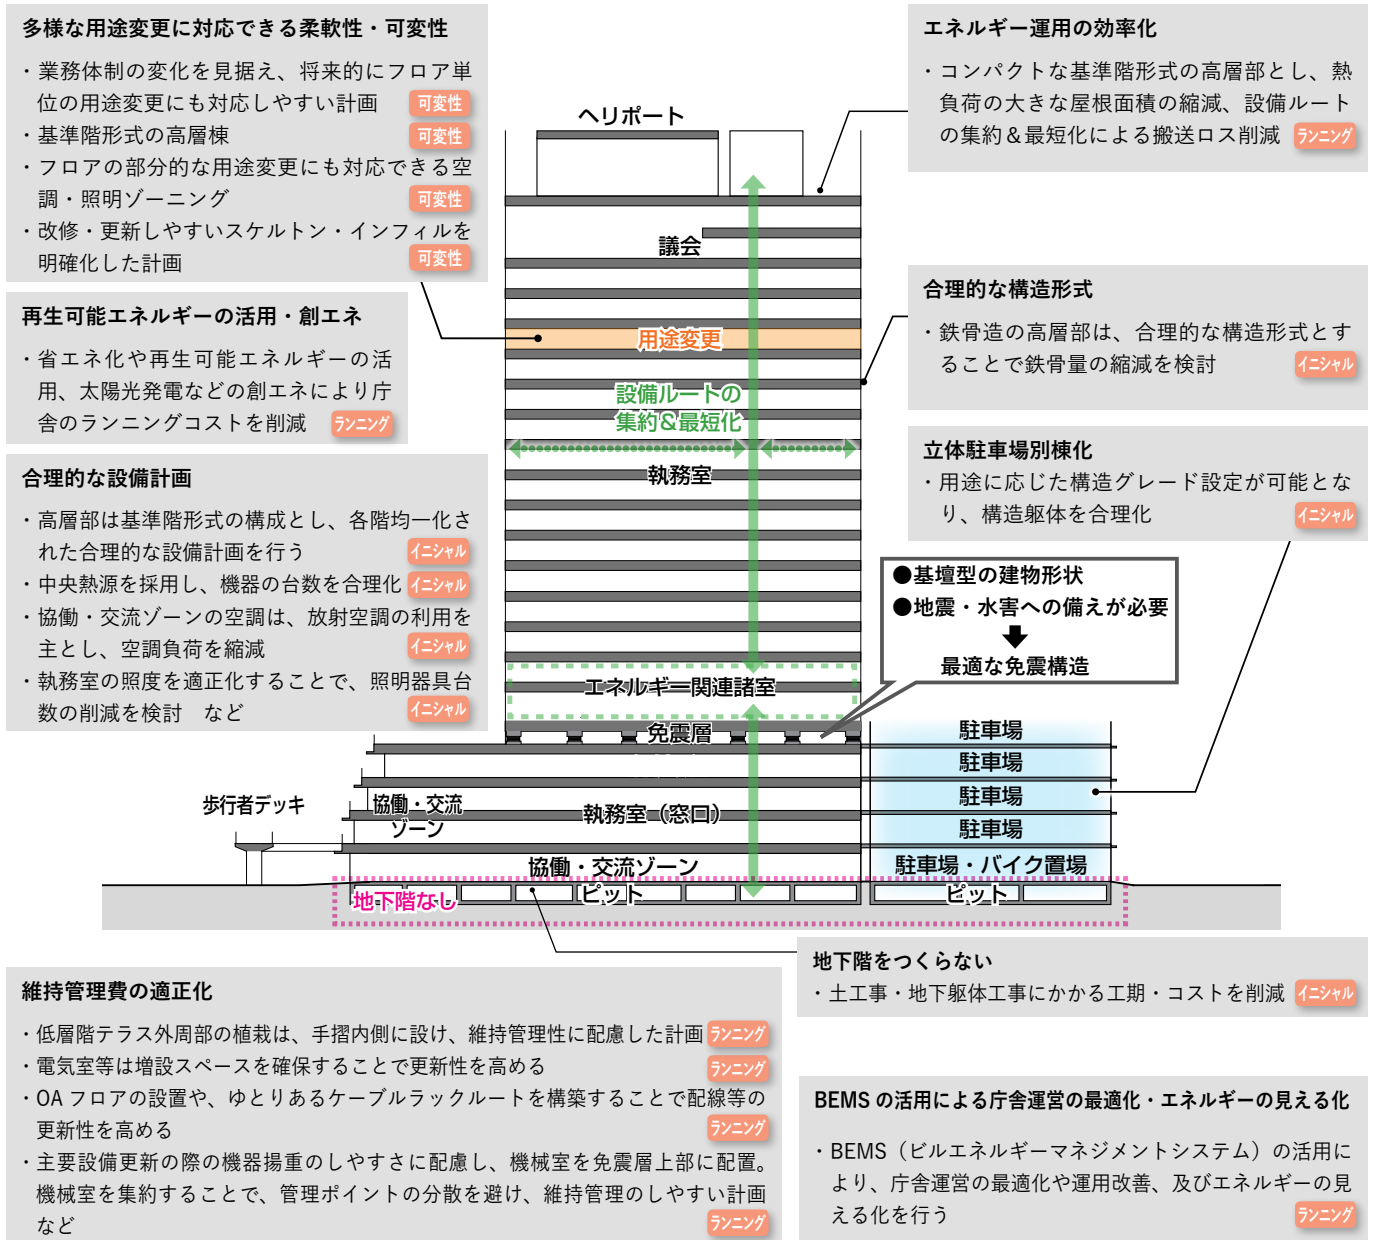 多様な用途変更に対応できる柔軟性・可変性
・業務体制の変化を見据え、将来的にフロア単
位の用途変更にも対応しやすい計画 可変性
・基準階形式の高層棟 可変性
・フロアの部分的な用途変更にも対応できる空
調・照明ゾーニング 可変性
・改修・更新しやすいスケルトン・インフィルを
明確化した計画 可変性
再生可能エネルギーの活用・創エネ
・省エネ化や再生可能エネルギーの活
用、太陽光発電などの創エネにより庁
舎のランニングコストを削減 ランニング
合理的な設備計画
・高層部は基準階形式の構成とし、各階均一化さ
れた合理的な設備計画を行う イニシャル
・中央熱源を採用し、機器の台数を合理化 イニシャル
・協働・交流ゾーンの空調は、放射空調の利用を
主とし、空調負荷を縮減 イニシャル
・執務室の照度を適正化することで、照明器具台
数の削減を検討　など イニシャル
ヘリポート
議会
用途変更
設備ルートの
集約＆最短化
執務室
エネルギー関連諸室
免震層
歩行者デッキ
協働・交流
ゾーン
執務室（窓口）
協働・交流ゾーン
ピット
地下階なし
駐車場
駐車場
駐車場
駐車場
駐車場・バイク置場
ピット
エネルギー運用の効率化
・コンパクトな基準階形式の高層部とし、熱
負荷の大きな屋根面積の縮減、設備ルート
の集約＆最短化による搬送ロス削減 ランニング
合理的な構造形式
・鉄骨造の高層部は、合理的な構造形式とす
ることで鉄骨量の縮減を検討 イニシャル
立体駐車場別棟化
・用途に応じた構造グレード設定が可能とな
り、構造躯体を合理化 イニシャル
●基壇型の建物形状
●地震・水害への備えが必要
最適な免震構造
地下階をつくらない
・土工事・地下躯体工事にかかる工期・コストを削減 イニシャル
維持管理費の適正化
・低層階テラス外周部の植栽は、手摺内側に設け、維持管理性に配慮した計画 ランニング
・電気室等は増設スペースを確保することで更新性を高める ランニング
・OA フロアの設置や、ゆとりあるケーブルラックルートを構築することで配線等の
更新性を高める ランニング
・主要設備更新の際の機器揚重のしやすさに配慮し、機械室を免震層上部に配置。
機械室を集約することで、管理ポイントの分散を避け、維持管理のしやすい計画
など ランニング
BEMS の活用による庁舎運営の最適化・エネルギーの見える化
・BEMS（ビルエネルギーマネジメントシステム）の活用に
より、庁舎運営の最適化や運用改善、及びエネルギーの見
える化を行う ランニング